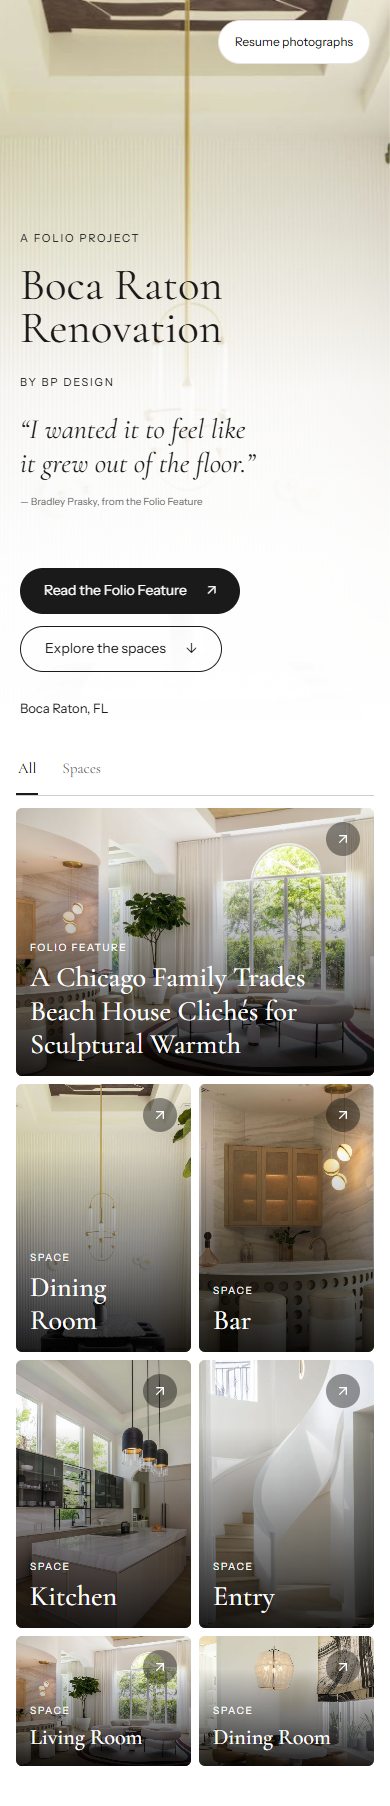 Resume photographs
A FOLIO PROJECT
Boca Raton
Renovation
BY BP DESIGN
“I wanted it to feel like
it grew out of the floor.”
— Bradley Prasky, from the Folio Feature
Read the Folio Feature
Explore the spaces
Boca Raton, FL
All Spaces
FOLIO FEATURE
A Chicago Family Trades
Beach House Clichés for
Sculptural Warmth
SPACE
Dining
Room
SPACE
Bar
SPACE
Kitchen
SPACE
Entry
SPACE
Living Room
SPACE
Dining Room